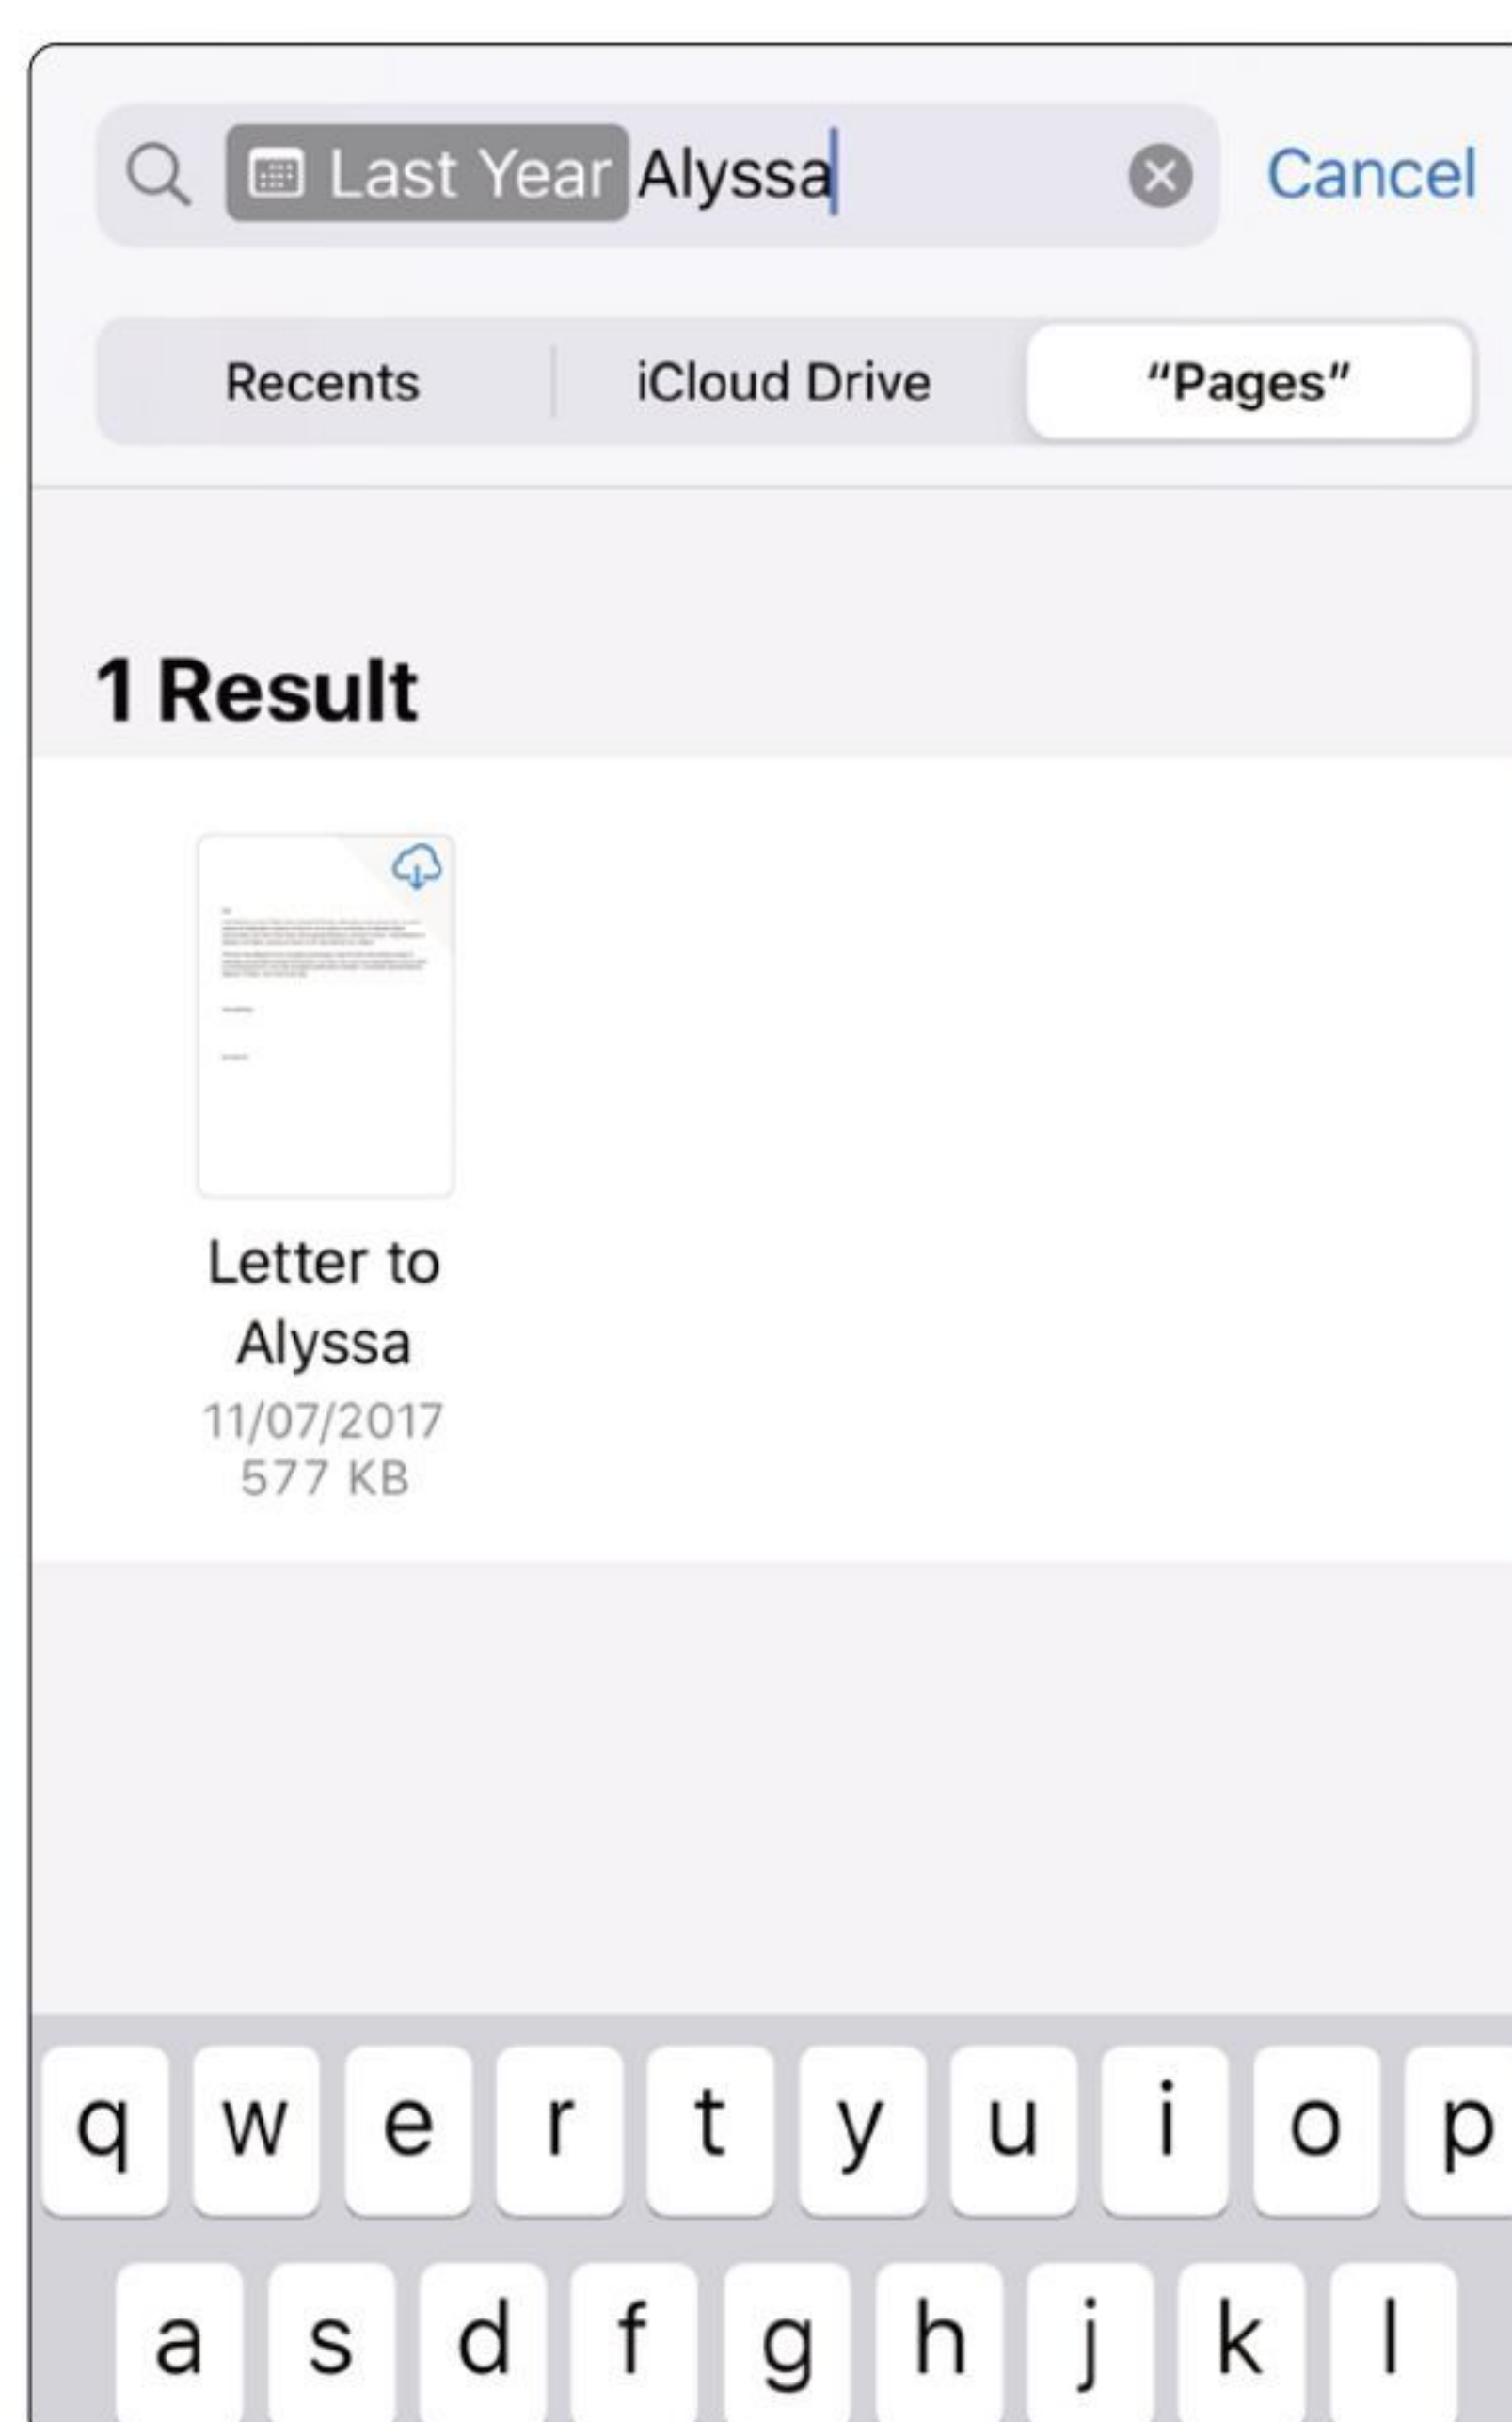 Last Year Alyssa Cancel
Recents iCloud Drive “Pages”
1 Result
Letter to
Alyssa
11/07/2017
577 KB
q w e r t y u i o p
a s d f g h j k l